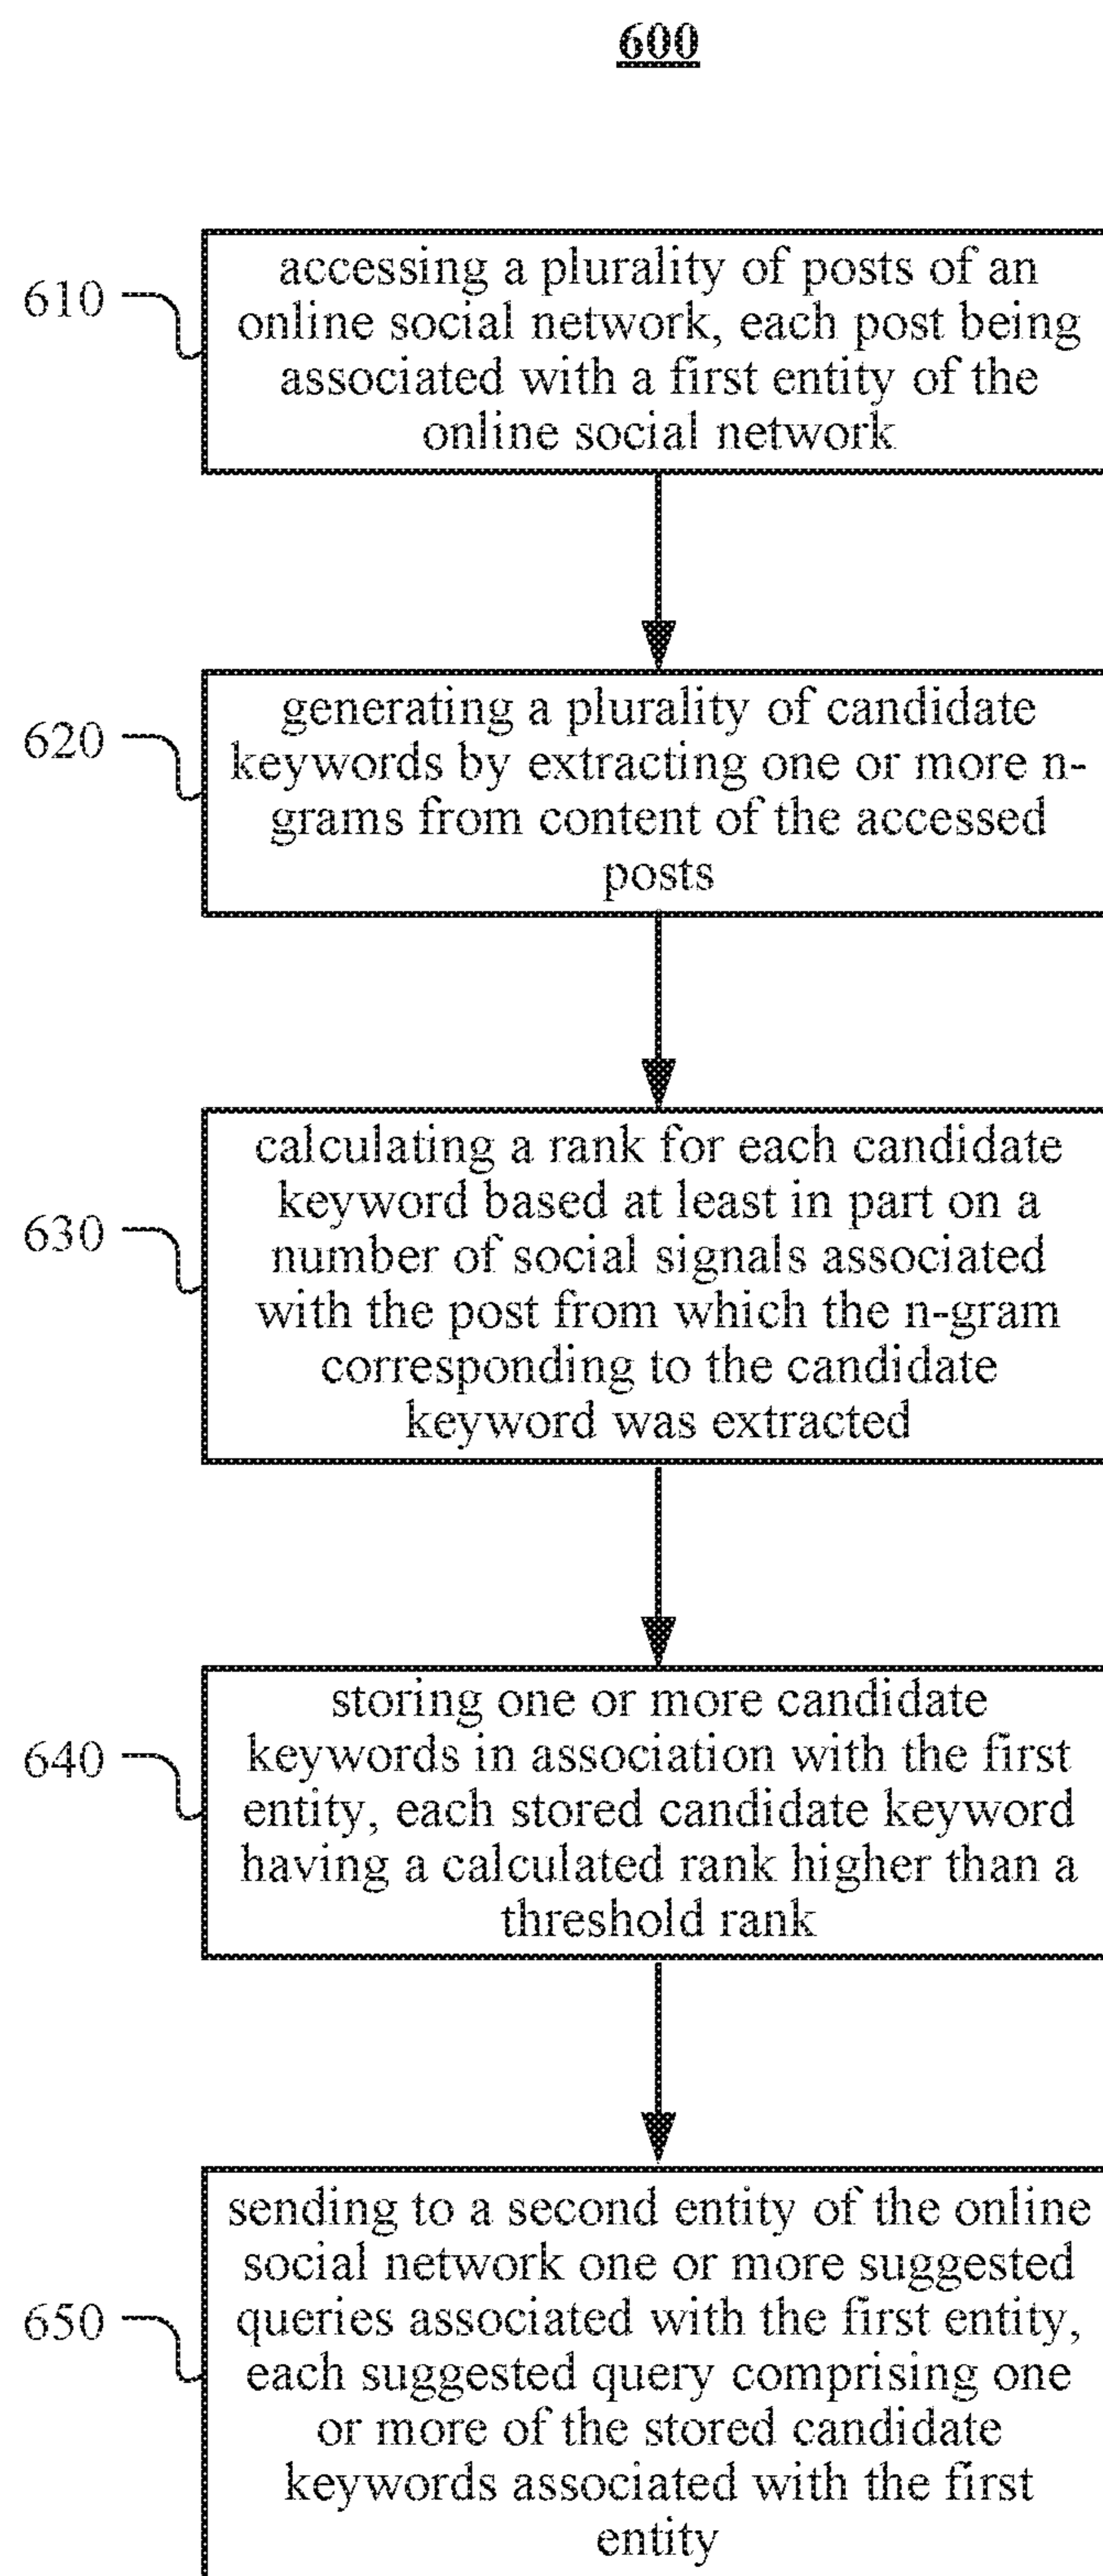 600
610
accessing a plurality of posts of an
online social network, each post being
associated with a first entity of the
online social network
620
generating a plurality of candidate
keywords by extracting one or more n-
grams from content of the accessed
posts
630
calculating a rank for each candidate
keyword based at least in part on a
number of social signals associated
with the post from which the n-gram
corresponding to the candidate
keyword was extracted
640
storing one or more candidate
keywords in association with the first
entity, each stored candidate keyword
having a calculated rank higher than a
threshold rank
650
sending to a second entity of the online
social network one or more suggested
queries associated with the first entity,
each suggested query comprising one
or more of the stored candidate
keywords associated with the first
entity